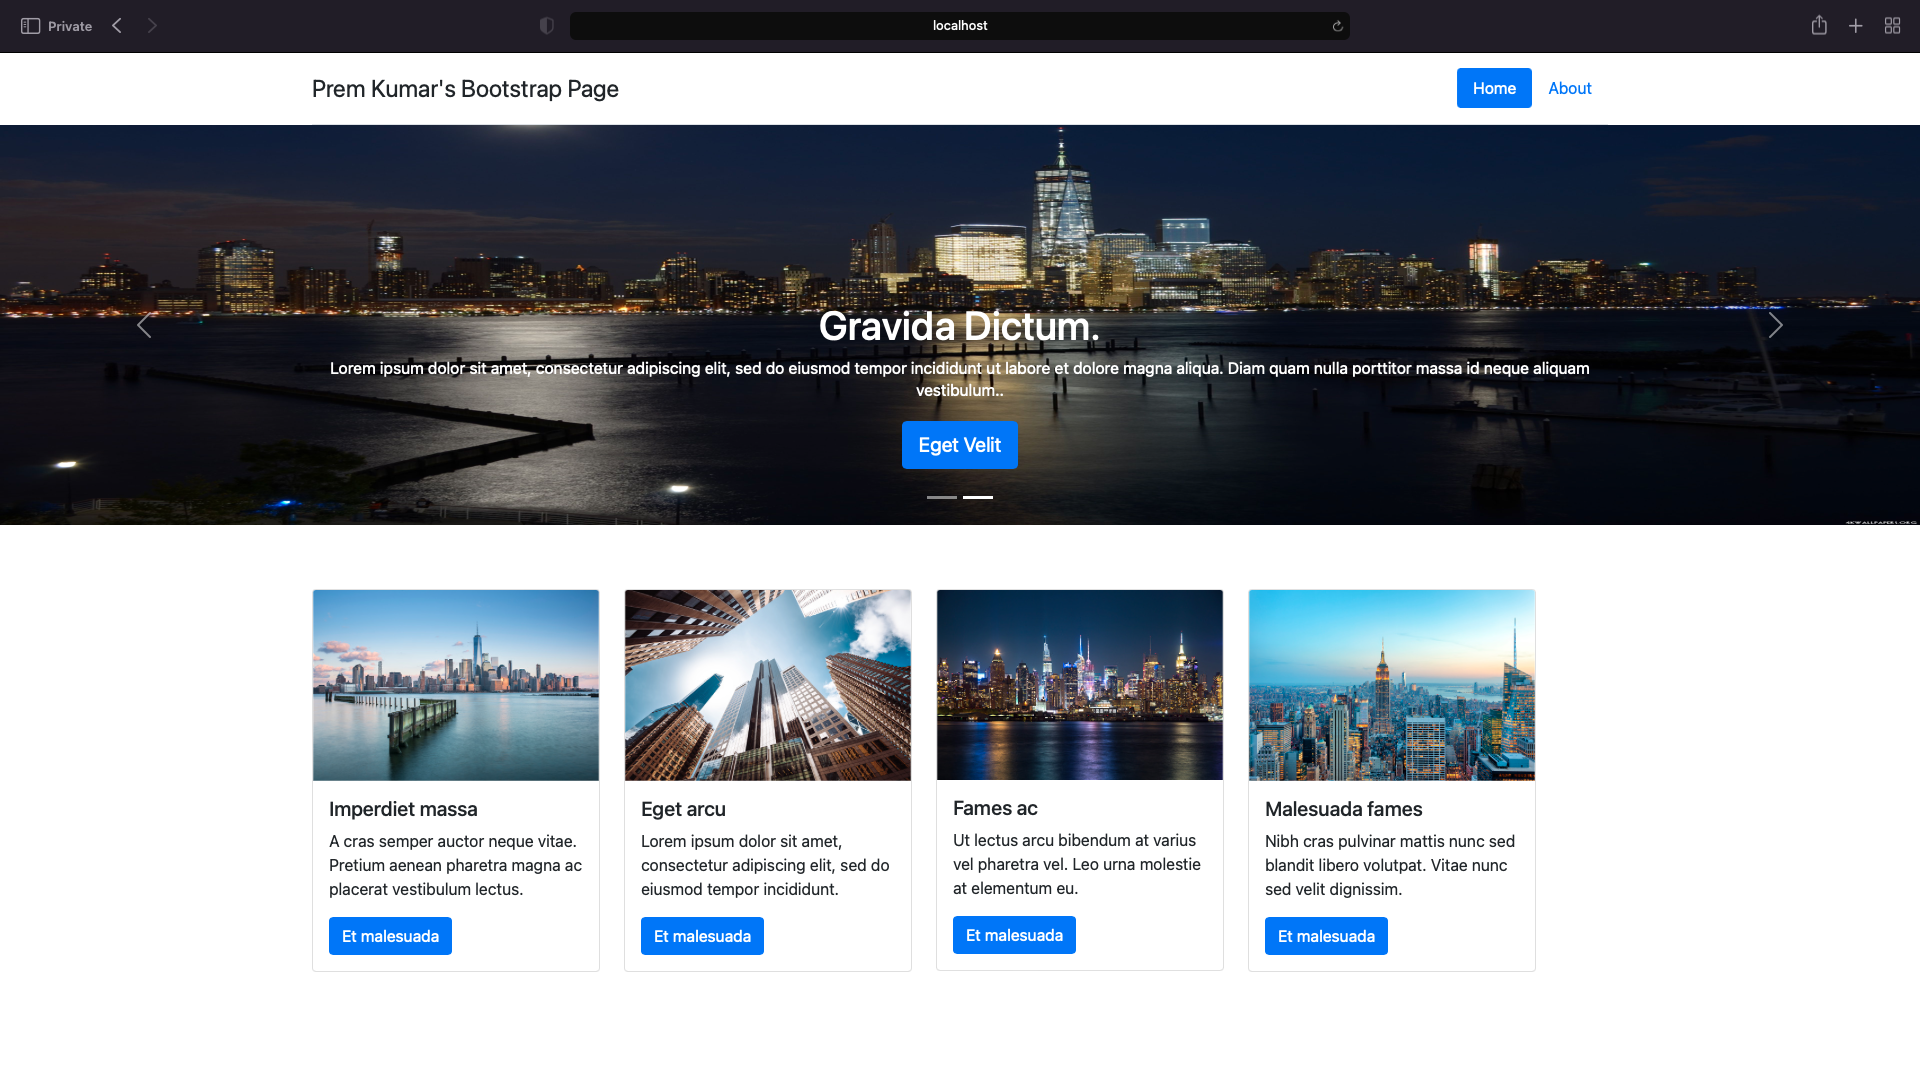 Private
localhost
Prem Kumar's Bootstrap Page
Home
About
Gravida Dictum.
Lorem ipsum dolor sit amet, consectetur adipiscing elit, sed do eiusmod tempor incididunt ut labore et dolore magna aliqua. Diam quam nulla porttitor massa id neque aliquam
vestibulum..
Eget Velit
4KWALLPAPERS.ORG
Imperdiet massa
A cras semper auctor neque vitae.
Pretium aenean pharetra magna ac
placerat vestibulum lectus.
Et malesuada
Eget arcu
Lorem ipsum dolor sit amet,
consectetur adipiscing elit, sed do
eiusmod tempor incididunt.
Et malesuada
Fames ac
Ut lectus arcu bibendum at varius
vel pharetra vel. Leo urna molestie
at elementum eu.
Et malesuada
Malesuada fames
Nibh cras pulvinar mattis nunc sed
blandit libero volutpat. Vitae nunc
sed velit dignissim.
Et malesuada